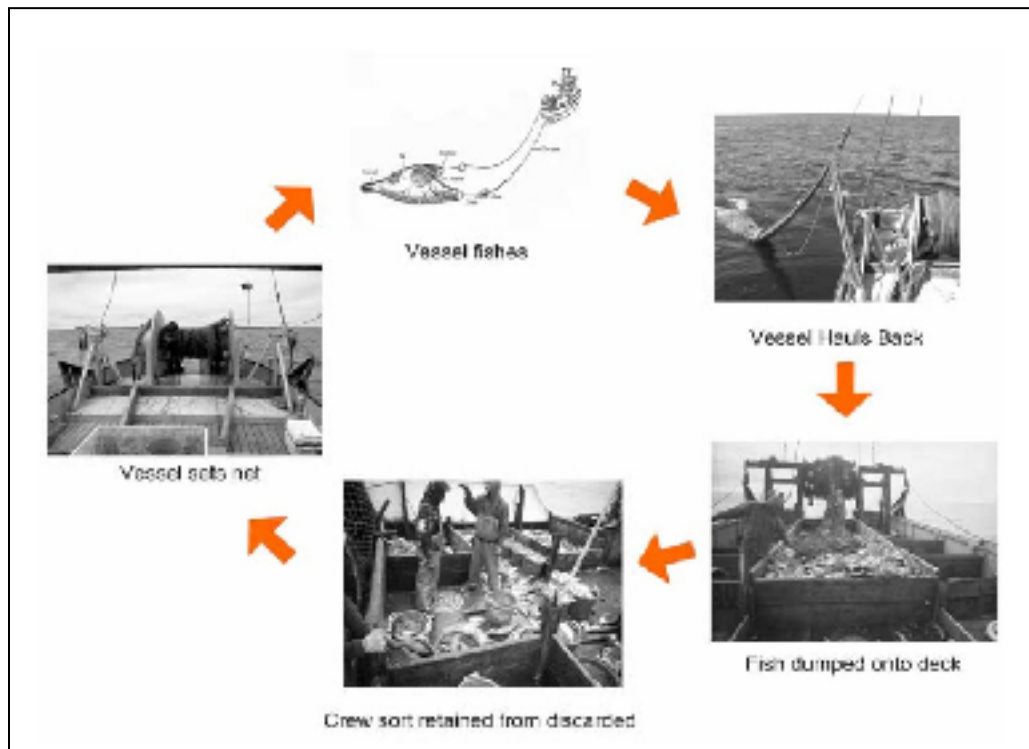 Vessel fishes
Vessel Hauls Back
Vessel sets net
Fish dumped onto deck
Crew sort retained from discarded